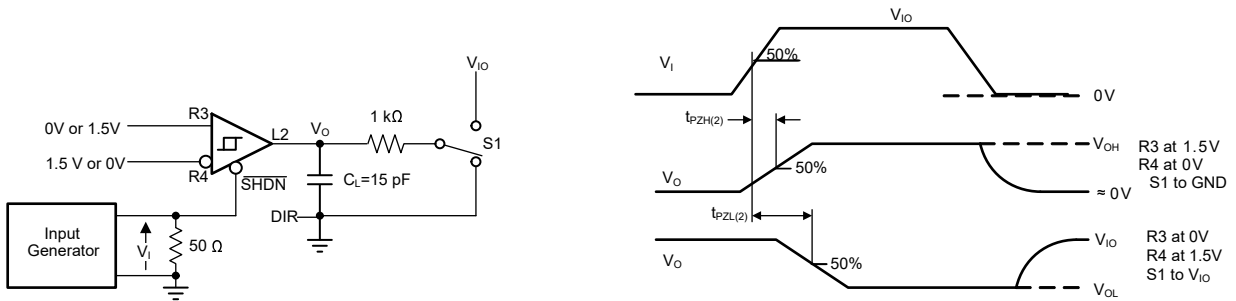 V_IO
S1
1 kΩ
V_O
R3
0V or 1.5V
L2
1.5 V or 0V
R4
SHDN
C_L=15 pF
DIR
Input
Generator
V_I
50 Ω
V_IO
V_I
50%
0V
t_PZH(2)
V_OH
R3 at 1.5V
R4 at 0V
S1 to GND
V_O
50%
≈ 0V
t_PZL(2)
V_IO
R3 at 0V
R4 at 1.5V
S1 to V_IO
V_O
50%
V_OL